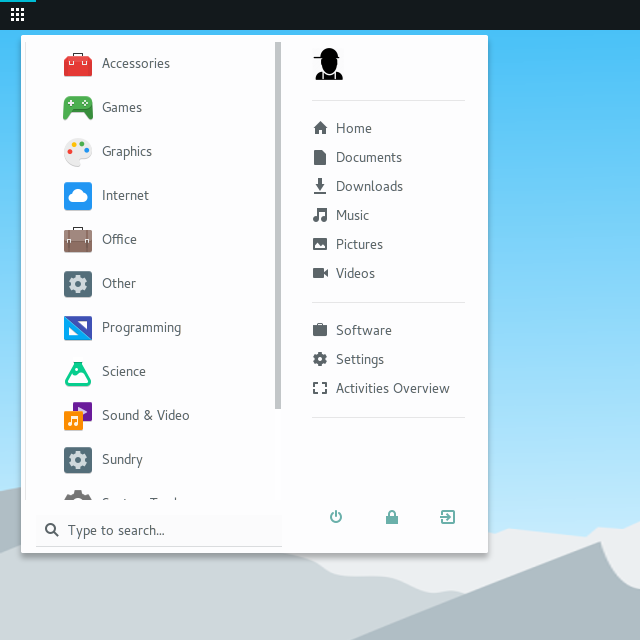 Accessories
Games
Graphics
Internet
Office
Other
Programming
Science
Sound & Video
Sundry
Type to search...
Home
Documents
Downloads
Music
Pictures
Videos
Software
Settings
Activities Overview